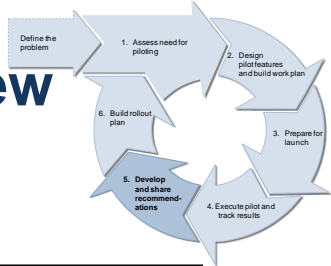 Define the
problem
1. Assess need for
piloting
2. Design
pilot features
and build work plan
3. Prepare for
launch
4. Execute pilot and
track results
5. Develop
and share
recommend-
ations
6. Build rollout
plan
ew